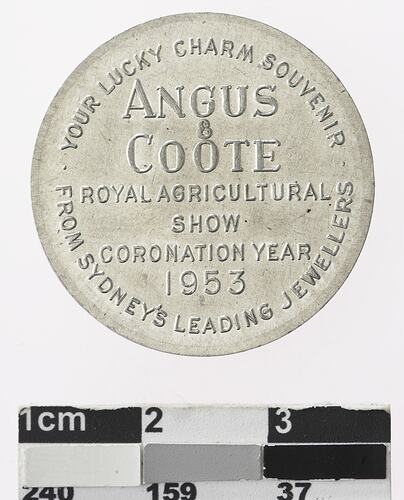 · YOUR LUCKY CHARM SOUVENIR ·
ANGUS
&
COOTE
ROYAL AGRICULTURAL
SHOW
CORONATION YEAR
1953
FROM SYDNEY'S LEADING JEWELLERS
1cm 2 3
240 159 37